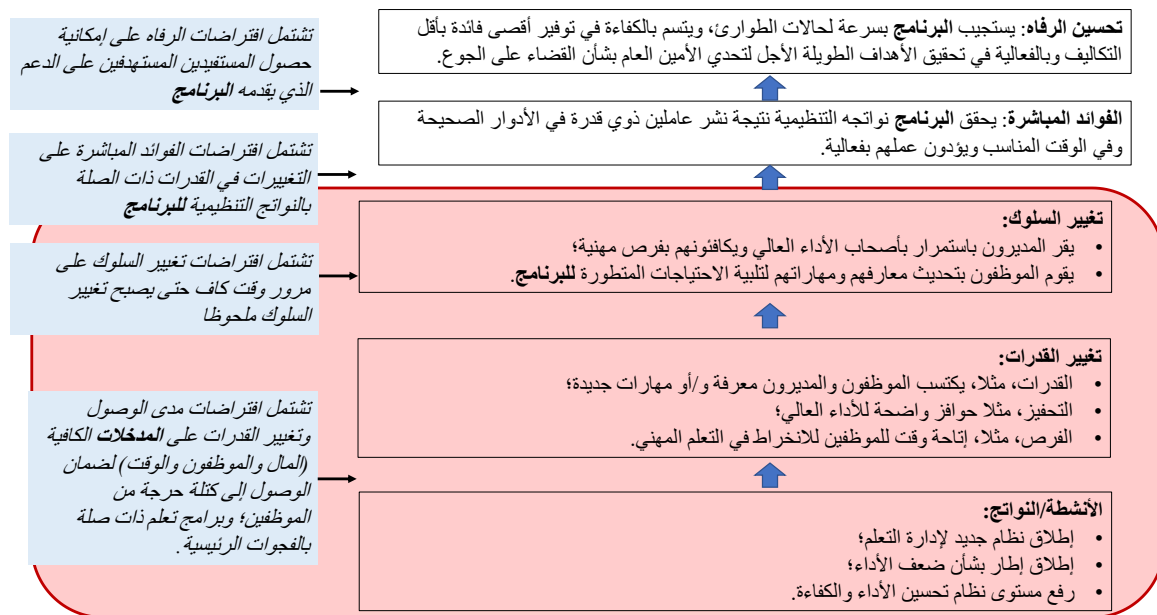 تحسين الرفاه: يستجيب البرنامج بسرعة لحالات الطوارئ، ويتسم بالكفاءة في توفير أقصى فائدة بأقل
التكاليف وبالفعالية في تحقيق الأهداف الطويلة الأجل لتحدي الأمين العام بشأن القضاء على الجوع.
تشتمل افتراضات الرفاه على إمكانية
حصول المستفيدين المستهدفين على الدعم
الذي يقدمه البرنامج
الفوائد المباشرة: يحقق البرنامج نواتجه التنظيمية نتيجة نشر عاملين ذوي قدرة في الأدوار الصحيحة
وفي الوقت المناسب ويؤدون عملهم بفعالية.
تشتمل افتراضات الفوائد المباشرة على
التغييرات في القدرات ذات الصلة
بالنواتج التنظيمية للبرنامج
تغيير السلوك:
• يقر المديرون باستمرار بأصحاب الأداء العالي ويكافئونهم بفرص مهنية؛
• يقوم الموظفون بتحديث معارفهم ومهاراتهم لتلبية الاحتياجات المتطورة للبرنامج.
تشتمل افتراضات تغيير السلوك على
مرور وقت كاف حتى يصبح تغيير
السلوك ملحوظا
تغيير القدرات:
• القدرات، مثلا، يكتسب الموظفون والمديرون معرفة و/أو مهارات جديدة؛
• التحفيز، مثلا حوافز واضحة للأداء العالي؛
• الفرص، مثلا، إتاحة وقت للموظفين للانخراط في التعلم المهني.
تشتمل افتراضات مدى الوصول
وتغيير القدرات على المدخلات الكافية
(المال والموظفون والوقت) لضمان
الوصول إلى كتلة حرجة من
الموظفين؛ وبرامج تعلم ذات صلة
بالفجوات الرئيسية.
الأنشطة/النواتج:
• إطلاق نظام جديد لإدارة التعلم؛
• إطلاق إطار بشأن ضعف الأداء؛
• رفع مستوى نظام تحسين الأداء والكفاءة.